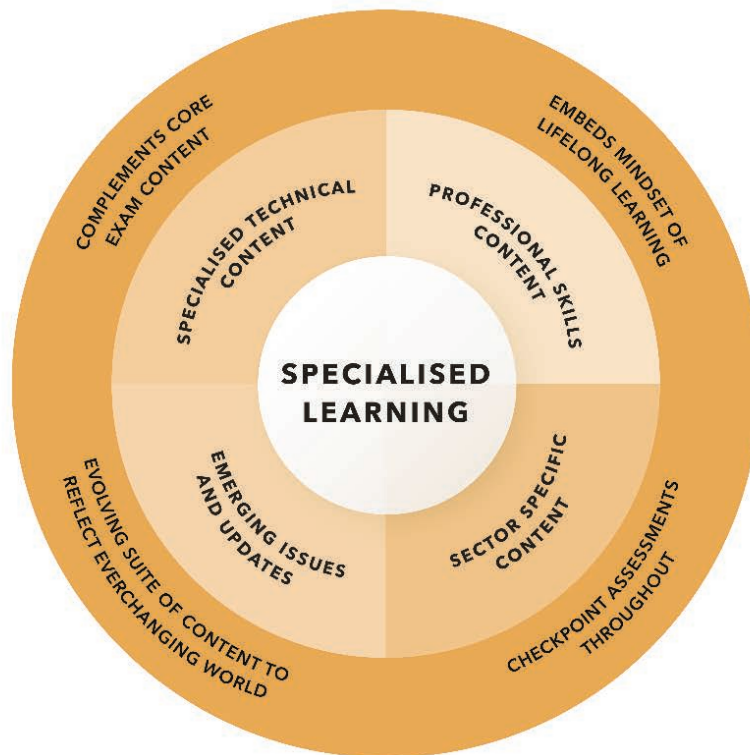 COMPLEMENTS CORE
EXAM CONTENT
EMBEDS MINDSET OF
LIFELONG LEARNING
SPECIALISED TECHNICAL
CONTENT
PROFESSIONAL SKILLS
CONTENT
SPECIALISED
LEARNING
EMERGING ISSUES
AND UPDATES
SECTOR SPECIFIC
CONTENT
EVOLVING SUITE OF CONTENT TO
REFLECT EVERCHANGING WORLD
CHECKPOINT ASSESSMENTS
THROUGHOUT